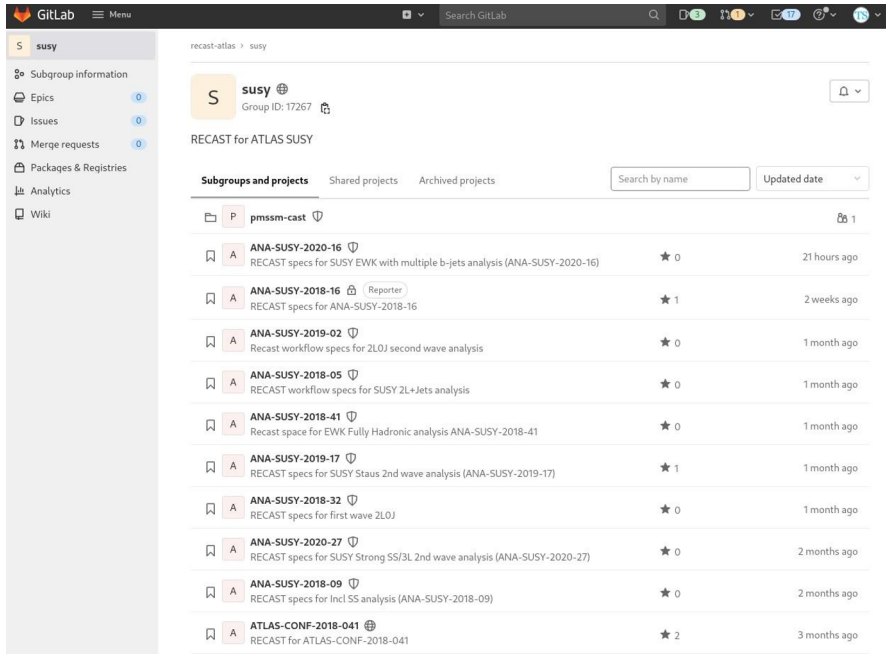 GitLab Menu Search GitLab 3 1 17 TS
S susy
Subgroup information
Epics 0
Issues 0
Merge requests 0
Packages & Registries
Analytics
Wiki
recast-atlas > susy
S
susy
Group ID: 17267
RECAST for ATLAS SUSY
Subgroups and projects Shared projects Archived projects Search by name Updated date
P pmssm-cast 1
A ANA-SUSY-2020-16
RECAST specs for SUSY EWK with multiple b-jets analysis (ANA-SUSY-2020-16) 0 21 hours ago
A ANA-SUSY-2018-16 Reporter
RECAST specs for ANA-SUSY-2018-16 1 2 weeks ago
A ANA-SUSY-2019-02
Recast workflow specs for 2L0J second wave analysis 0 1 month ago
A ANA-SUSY-2018-05
RECAST workflow specs for SUSY 2L+Jets analysis 0 1 month ago
A ANA-SUSY-2018-41
Recast space for EWK Fully Hadronic analysis ANA-SUSY-2018-41 0 1 month ago
A ANA-SUSY-2019-17
RECAST specs for SUSY Staus 2nd wave analysis (ANA-SUSY-2019-17) 1 1 month ago
A ANA-SUSY-2018-32
RECAST specs for first wave 2L0J 0 1 month ago
A ANA-SUSY-2020-27
RECAST specs for SUSY Strong SS/3L 2nd wave analysis (ANA-SUSY-2020-27) 0 2 months ago
A ANA-SUSY-2018-09
RECAST specs for Incl SS analysis (ANA-SUSY-2018-09) 0 2 months ago
A ATLAS-CONF-2018-041
RECAST for ATLAS-CONF-2018-041 2 3 months ago